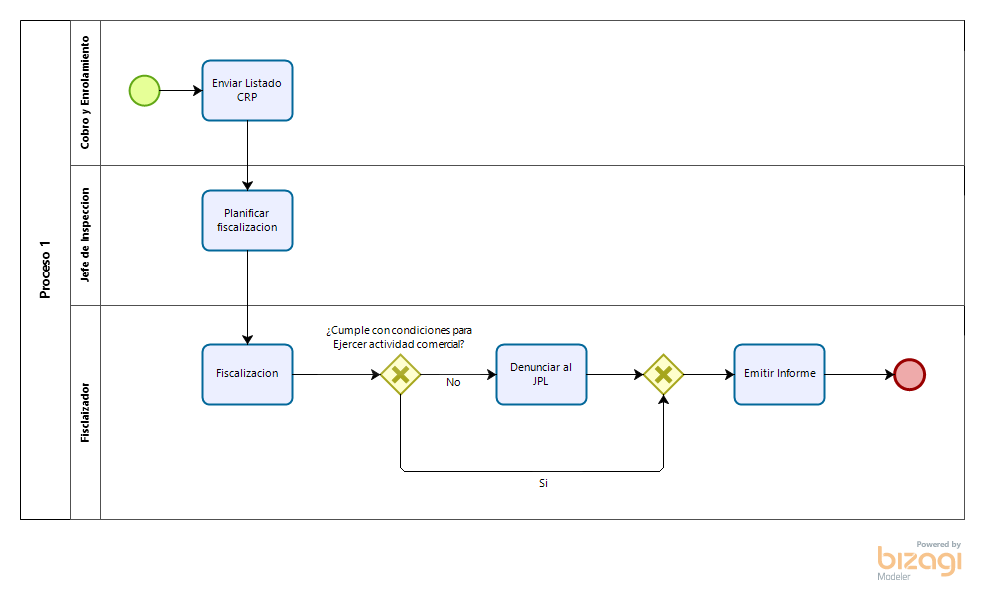 Proceso 1
Cobro y Enrolamiento
Enviar Listado
CRP
Jefe de Inspeccion
Planificar
fiscalizacion
Fisclaizador
Fiscalizacion
¿Cumple con condiciones para
Ejercer actividad comercial?
No
Si
Denunciar al
JPL
Emitir Informe
Powered by
bizagi
Modeler